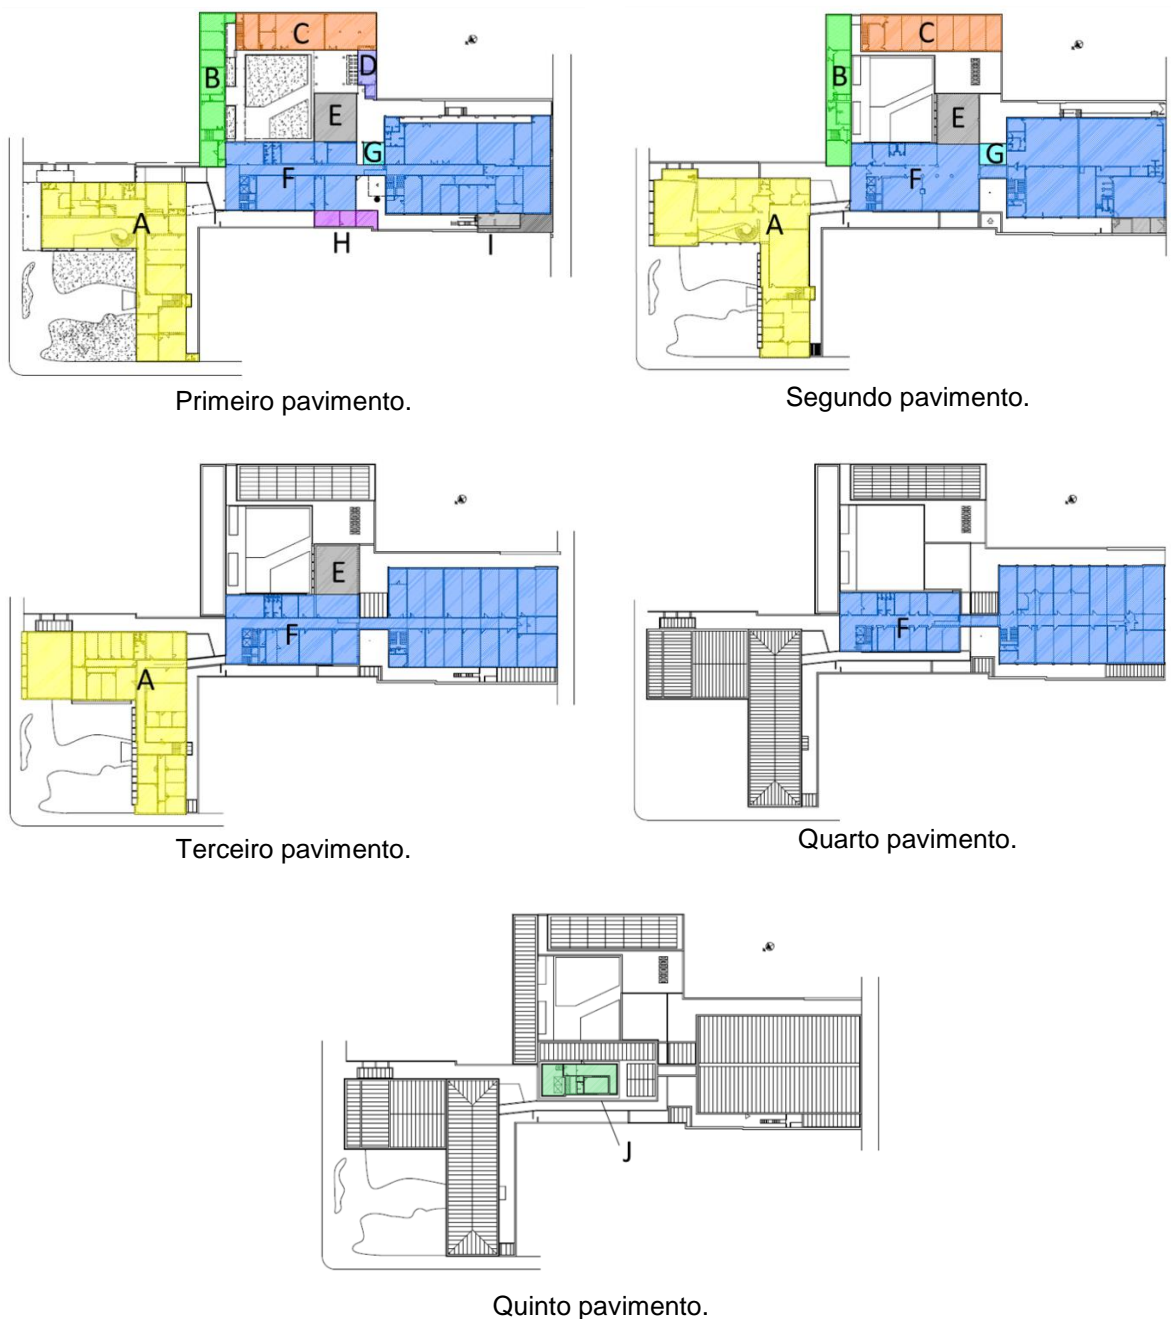 C
B
D
E
G
F
A
H
I
Primeiro pavimento.
C
B
E
G
F
A
Segundo pavimento.
E
F
A
Terceiro pavimento.
F
Quarto pavimento.
J
Quinto pavimento.